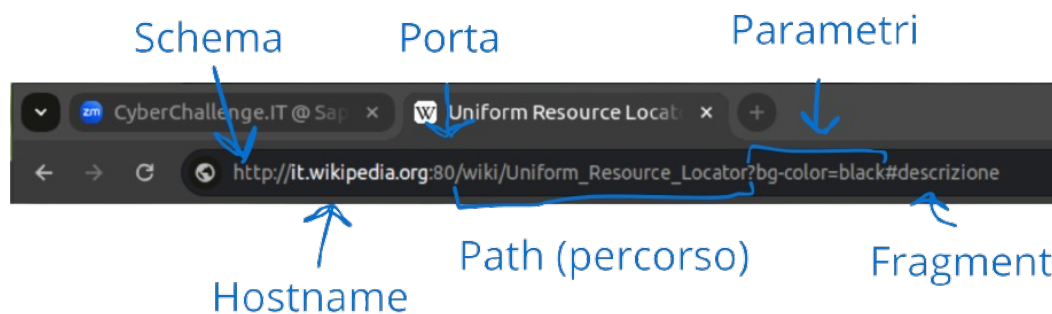 Schema Porta Parametri
zm CyberChallenge.IT @ Sap W Uniform Resource Locat
http://it.wikipedia.org:80/wiki/Uniform_Resource_Locator?bg-color=black#descrizione
Path (percorso) Fragment
Hostname